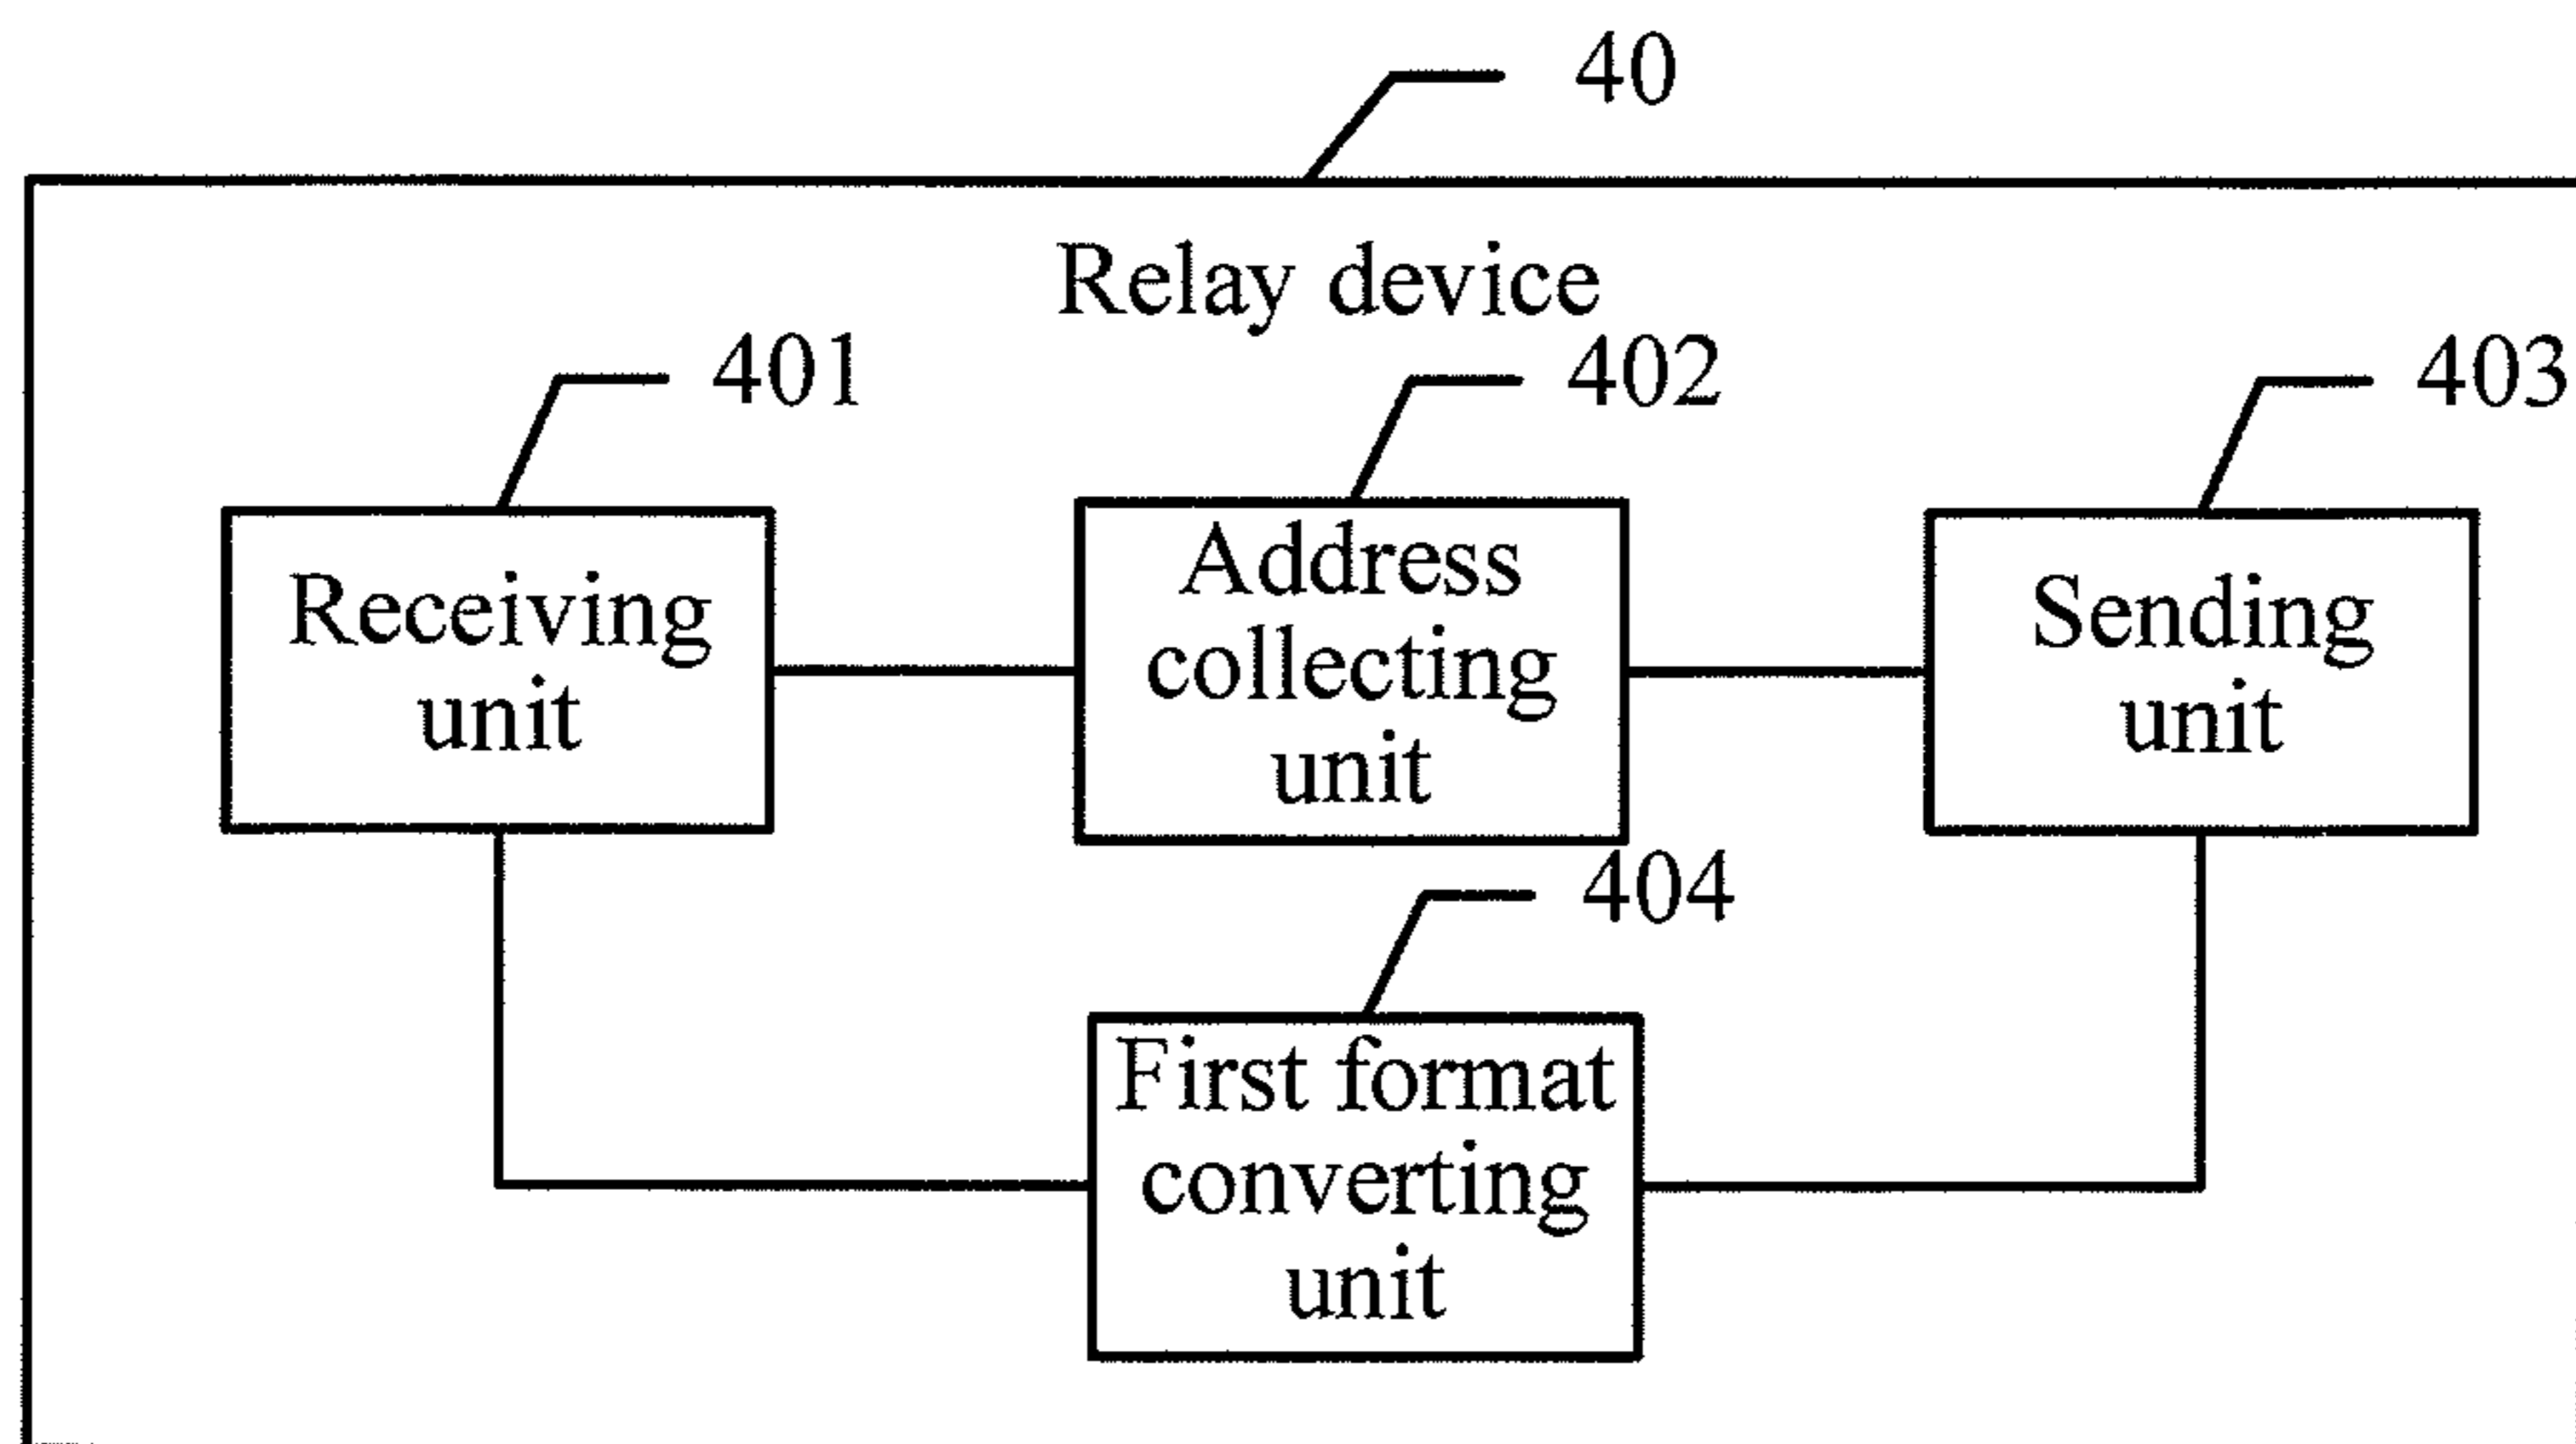 40
Relay device
401
402
403
Receiving
unit
Address
collecting
unit
Sending
unit
404
First format
converting
unit